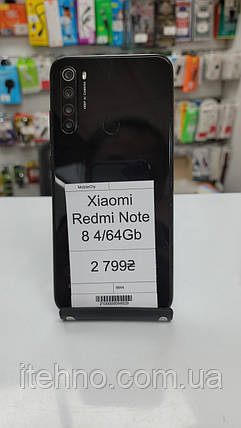 MobileCity
Xiaomi
Redmi Note
8 4/64Gb
2 799₴
itehno.com.ua